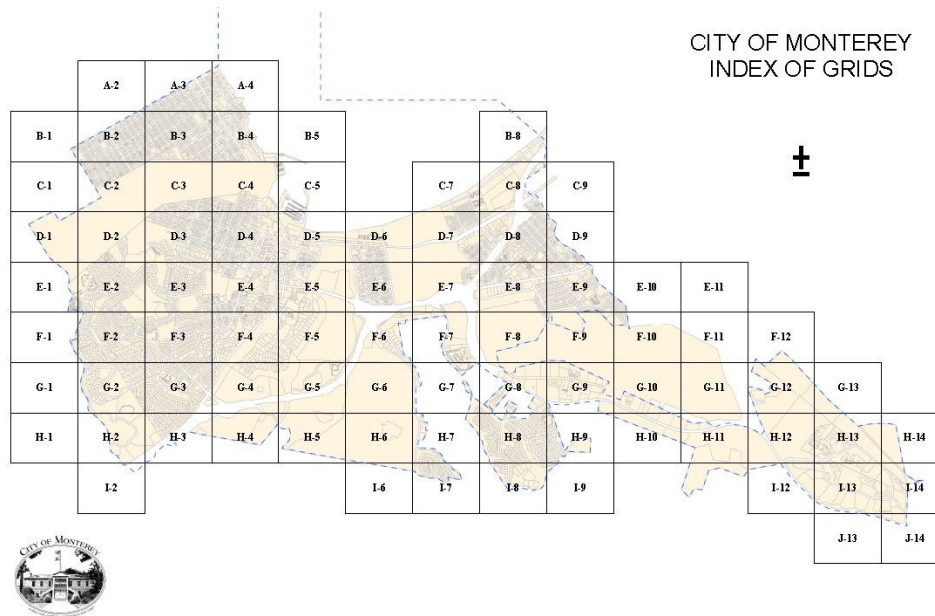 CITY OF MONTEREY
INDEX OF GRIDS
A-2 A-3 A-4
B-1 B-2 B-3 B-4 B-5 B-8
C-1 C-2 C-3 C-4 C-5 C-7 C-8 C-9
D-1 D-2 D-3 D-4 D-5 D-6 D-7 D-8 D-9
E-1 E-2 E-3 E-4 E-5 E-6 E-7 E-8 E-9 E-10 E-11
F-1 F-2 F-3 F-4 F-5 F-6 F-7 F-8 F-9 F-10 F-11 F-12
G-1 G-2 G-3 G-4 G-5 G-6 G-7 G-8 G-9 G-10 G-11 G-12 G-13
H-1 H-2 H-3 H-4 H-5 H-6 H-7 H-8 H-9 H-10 H-11 H-12 H-13 H-14
I-2 I-6 I-7 I-8 I-9 I-12 I-13 I-14
J-13 J-14
CITY OF MONTEREY